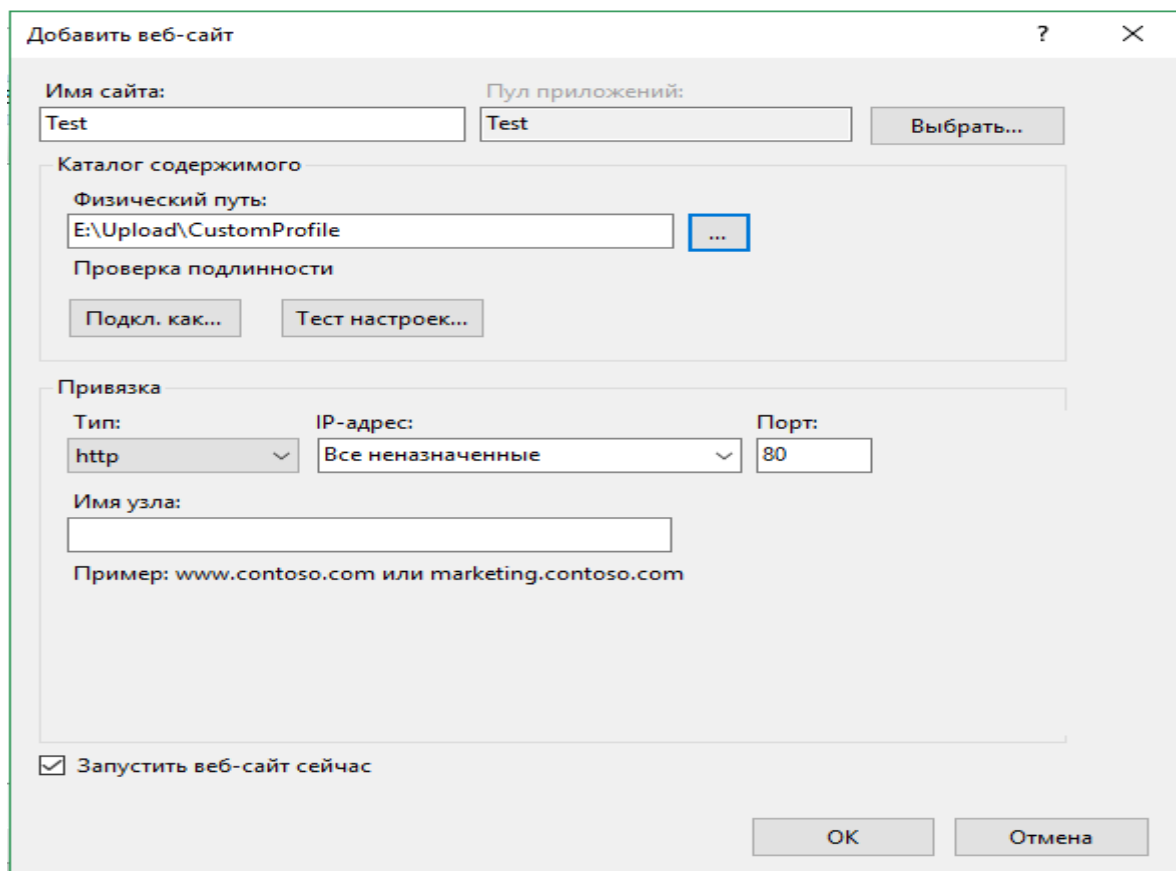 Добавить веб-сайт ?
Имя сайта: Пул приложений:
Test Test Выбрать...
Каталог содержимого
Физический путь:
E:\Upload\CustomProfile ...
Проверка подлинности
Подкл. как... Тест настроек...
Привязка
Тип: IP-адрес: Порт:
http Все неназначенные 80
Имя узла:
Пример: www.contoso.com или marketing.contoso.com
Запустить веб-сайт сейчас
OK Отмена